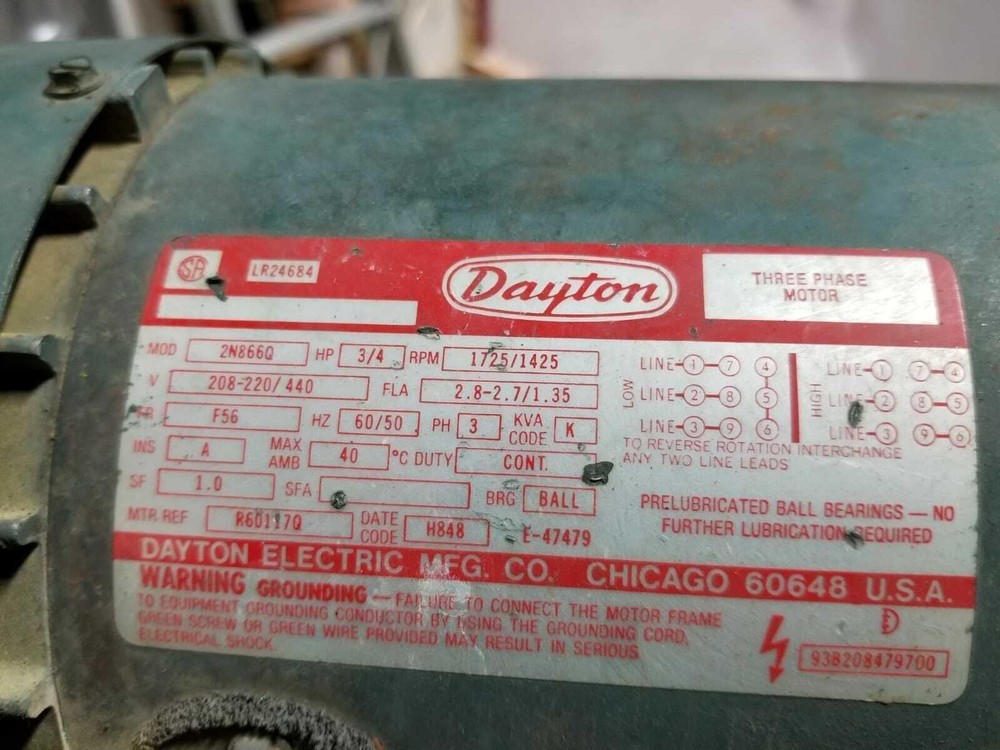 SA LR24684
Dayton
THREE PHASE
MOTOR
MOD 2N866Q HP 3/4 RPM 1725/1425
V 208-220/440 FLA 2.8-2.7/1.35
FR F56 HZ 60/50 PH 3 KVA CODE K
INS A MAX AMB 40 °C DUTY CONT.
SF 1.0 SFA BRG BALL
MTR REF R60117Q DATE CODE H848 E-47479
LOW
LINE 1 7 4
LINE 2 8 5
LINE 3 9 6
HIGH
LINE 1 7 4
LINE 2 8 5
LINE 3 9 6
TO REVERSE ROTATION INTERCHANGE
ANY TWO LINE LEADS
PRELUBRICATED BALL BEARINGS — NO
FURTHER LUBRICATION REQUIRED
DAYTON ELECTRIC MFG. CO. CHICAGO 60648 U.S.A.
WARNING GROUNDING — FAILURE TO CONNECT THE MOTOR FRAME
TO EQUIPMENT GROUNDING CONDUCTOR BY USING THE GROUNDING CORD,
GREEN SCREW OR GREEN WIRE PROVIDED MAY RESULT IN SERIOUS
ELECTRICAL SHOCK.
938208479700